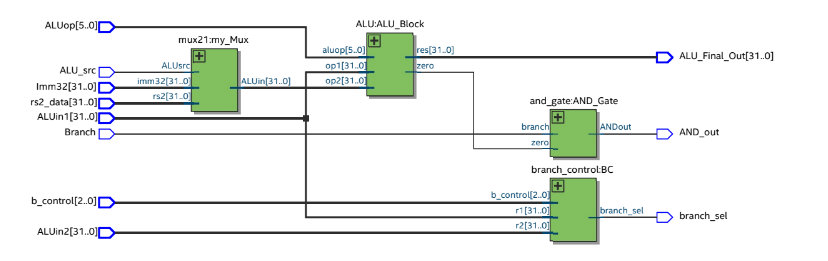 ALUop[5..0]
mux21:my_Mux
ALU:ALU_Block
ALU_src
ALUsrc
Imm32[31..0]
imm32[31..0]
ALUin[31..0]
rs2_data[31..0]
rs2[31..0]
aluop[5..0]
res[31..0]
op1[31..0]
zero
op2[31..0]
ALU_Final_Out[31..0]
ALUin1[31..0]
Branch
and_gate:AND_Gate
branch
ANDout
zero
AND_out
branch_control:BC
b_control[2..0]
b_control[2..0]
r1[31..0]
branch_sel
r2[31..0]
branch_sel
ALUin2[31..0]